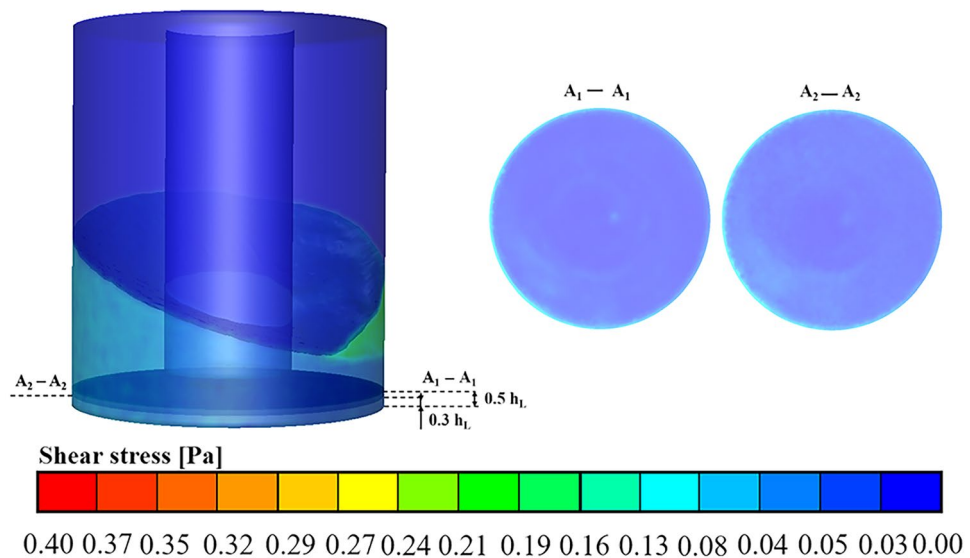 A₁ — A₁
A₂ — A₂
A₂ – A₂
A₁ – A₁
0.5 hL
0.3 hL
Shear stress [Pa]
0.40 0.37 0.35 0.32 0.29 0.27 0.24 0.21 0.19 0.16 0.13 0.08 0.04 0.05 0.03 0.00